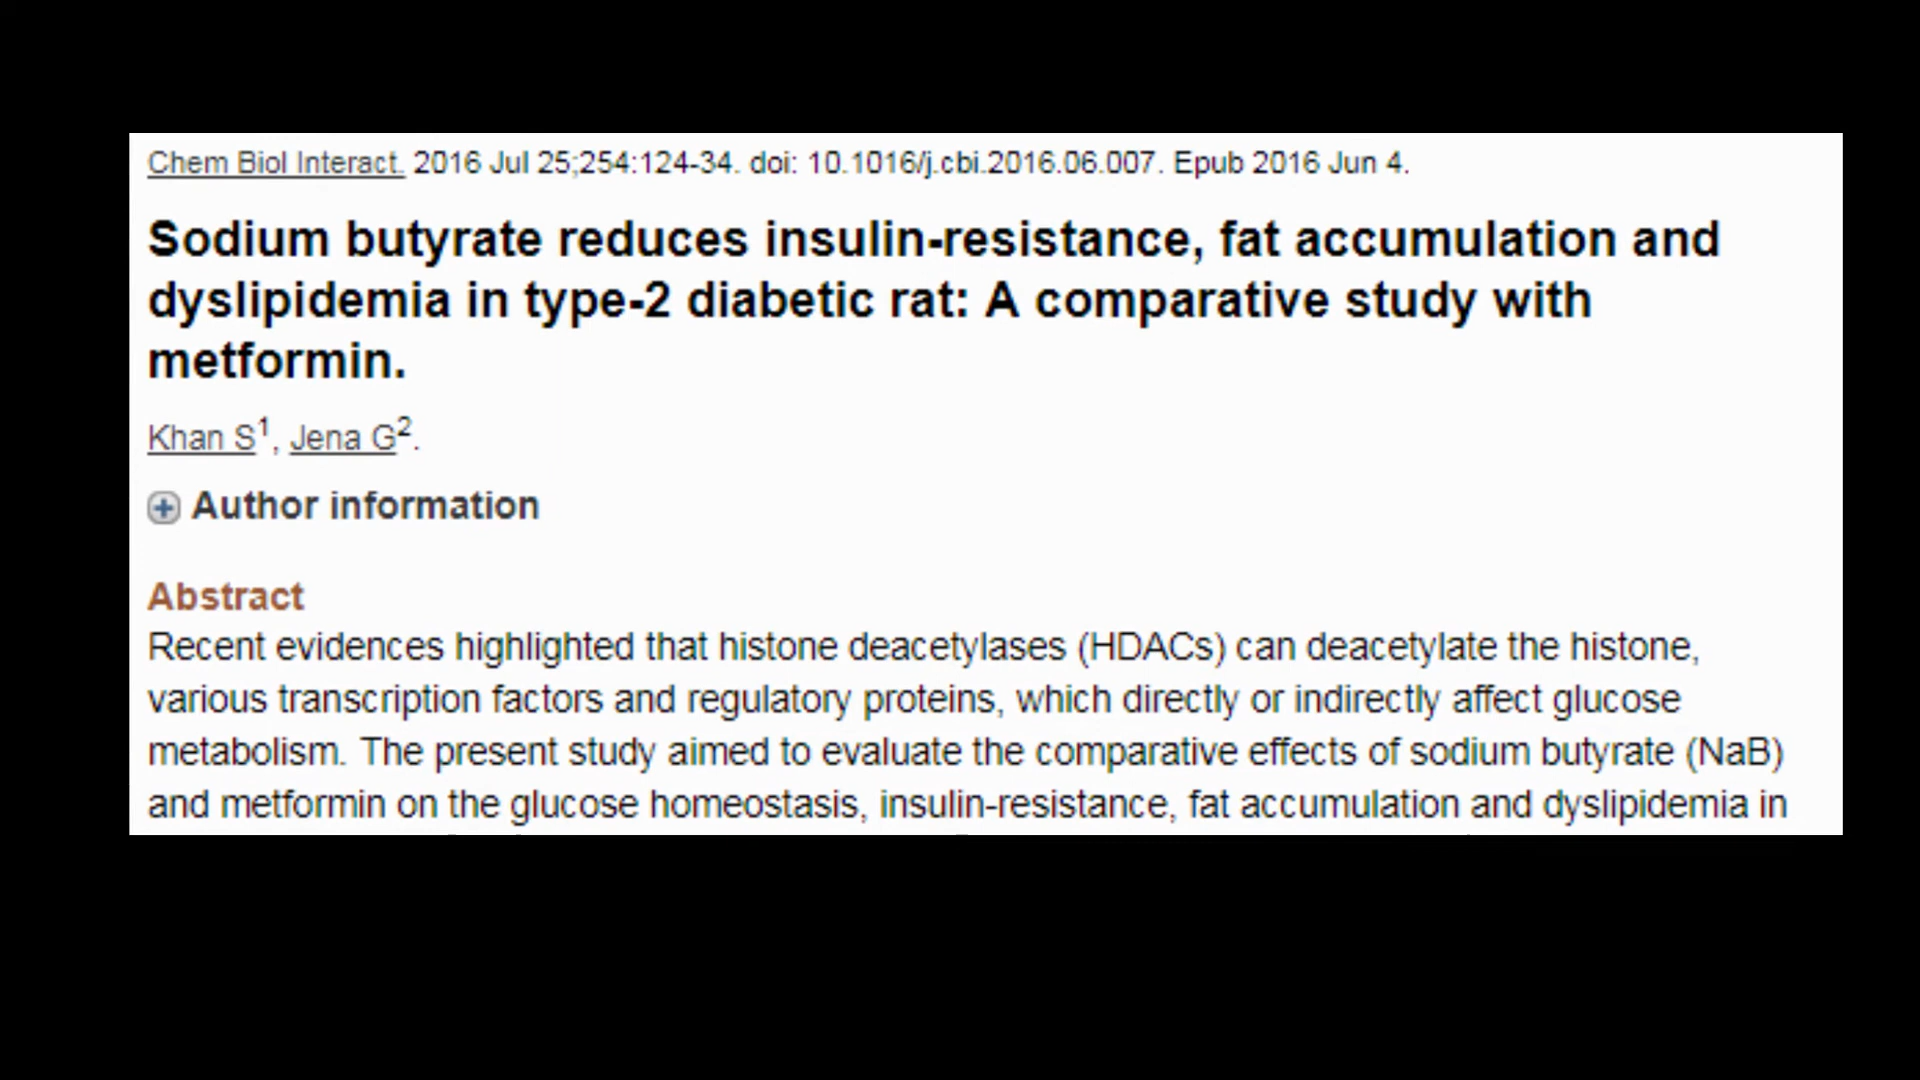 Chem Biol Interact. 2016 Jul 25;254:124-34. doi: 10.1016/j.cbi.2016.06.007. Epub 2016 Jun 4.
Sodium butyrate reduces insulin-resistance, fat accumulation and
dyslipidemia in type-2 diabetic rat: A comparative study with
metformin.
Khan S1, Jena G2.
Author information
Abstract
Recent evidences highlighted that histone deacetylases (HDACs) can deacetylate the histone,
various transcription factors and regulatory proteins, which directly or indirectly affect glucose
metabolism. The present study aimed to evaluate the comparative effects of sodium butyrate (NaB)
and metformin on the glucose homeostasis, insulin-resistance, fat accumulation and dyslipidemia in